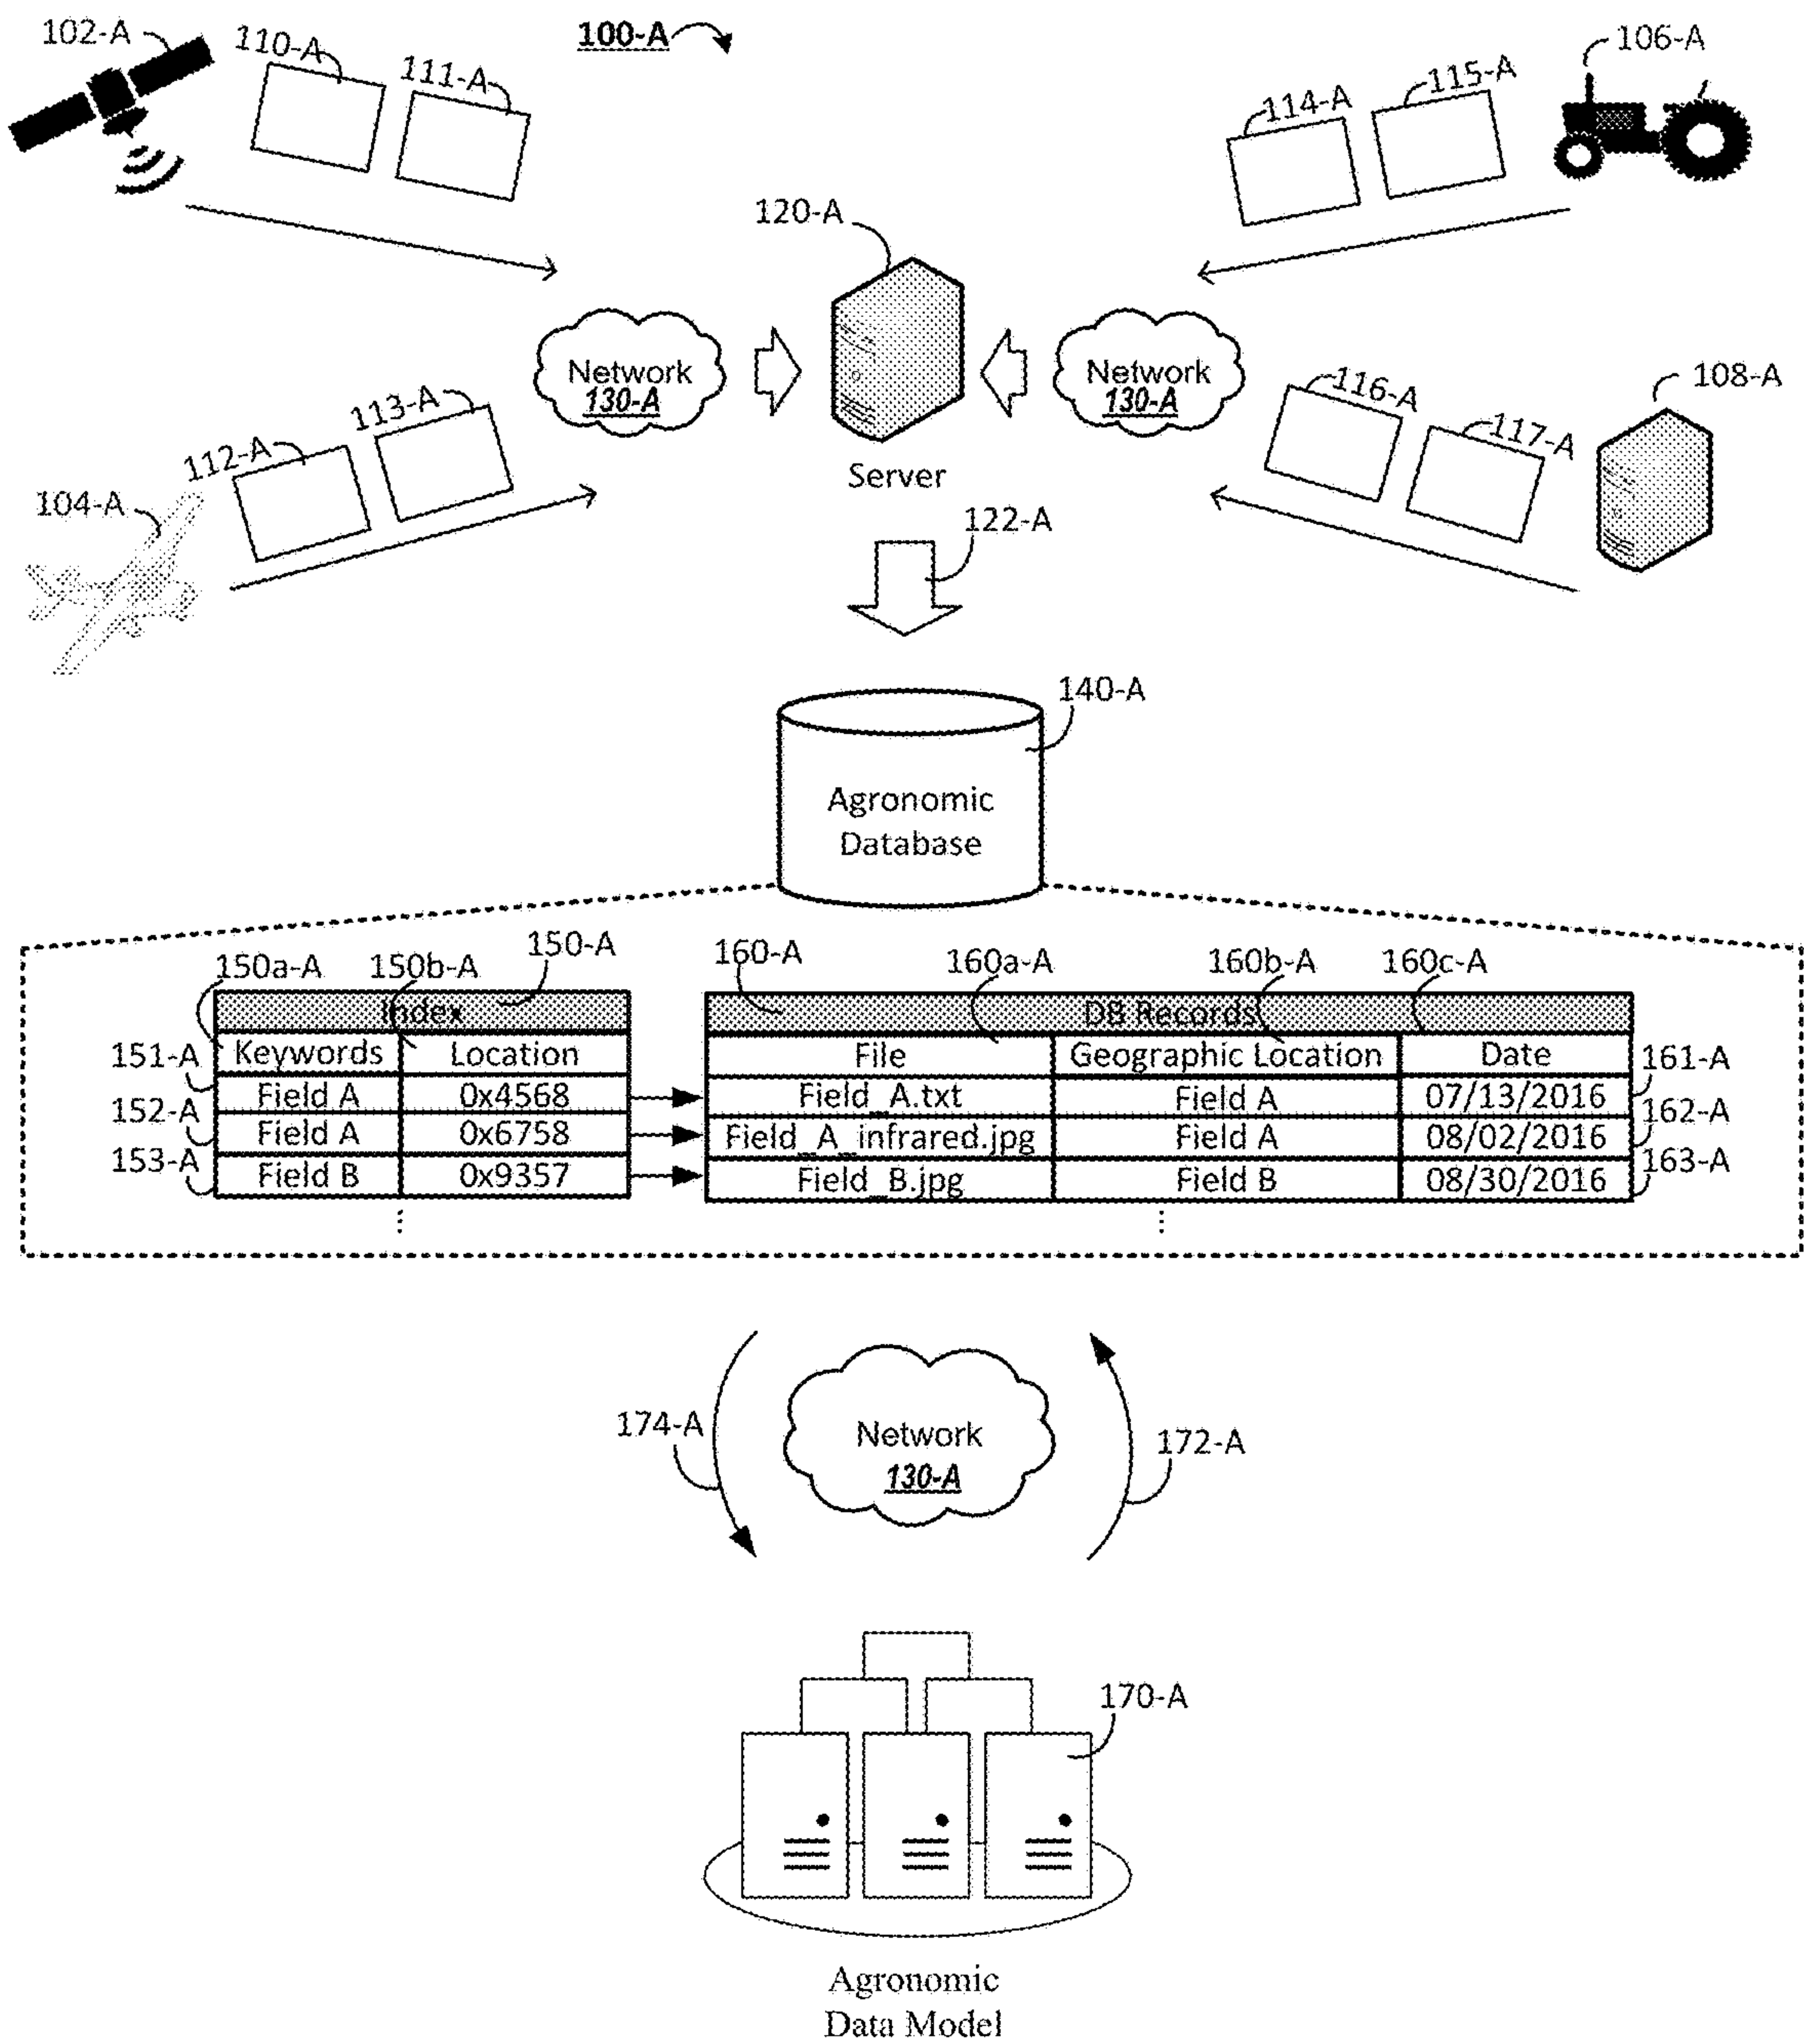 100-A
102-A
110-A
111-A
114-A
115-A
106-A
120-A
Network
130-A
Network
130-A
112-A
113-A
104-A
Server
116-A
117-A
108-A
122-A
140-A
Agronomic
Database
150a-A
150b-A
150-A
160-A
160a-A
160b-A
160c-A
Index
DB Records
Keywords Location
File Geographic Location Date
151-A
Field A 0x4568
Field_A.txt Field A 07/13/2016
161-A
152-A
Field A 0x6758
Field_A_infrared.jpg Field A 08/02/2016
162-A
153-A
Field B 0x9357
Field_B.jpg Field B 08/30/2016
163-A
174-A
Network
130-A
172-A
170-A
Agronomic
Data Model